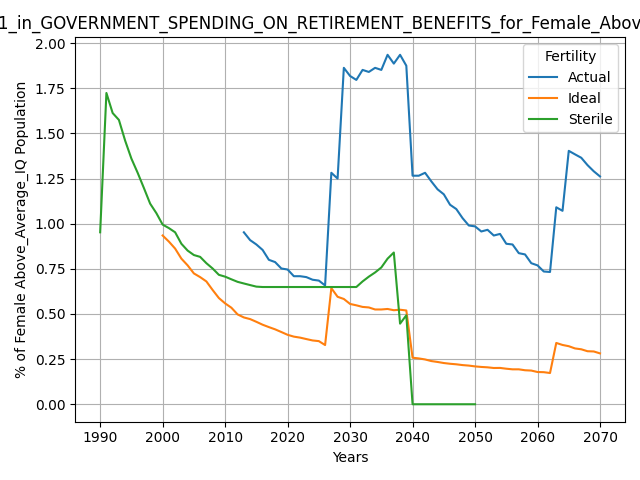 1_in_GOVERNMENT_SPENDING_ON_RETIREMENT_BENEFITS_for_Female_Abov
% of Female Above_Average_IQ Population
2.00
1.75
1.50
1.25
1.00
0.75
0.50
0.25
0.00
Fertility
Actual
Ideal
Sterile
1990 2000 2010 2020 2030 2040 2050 2060 2070
Years